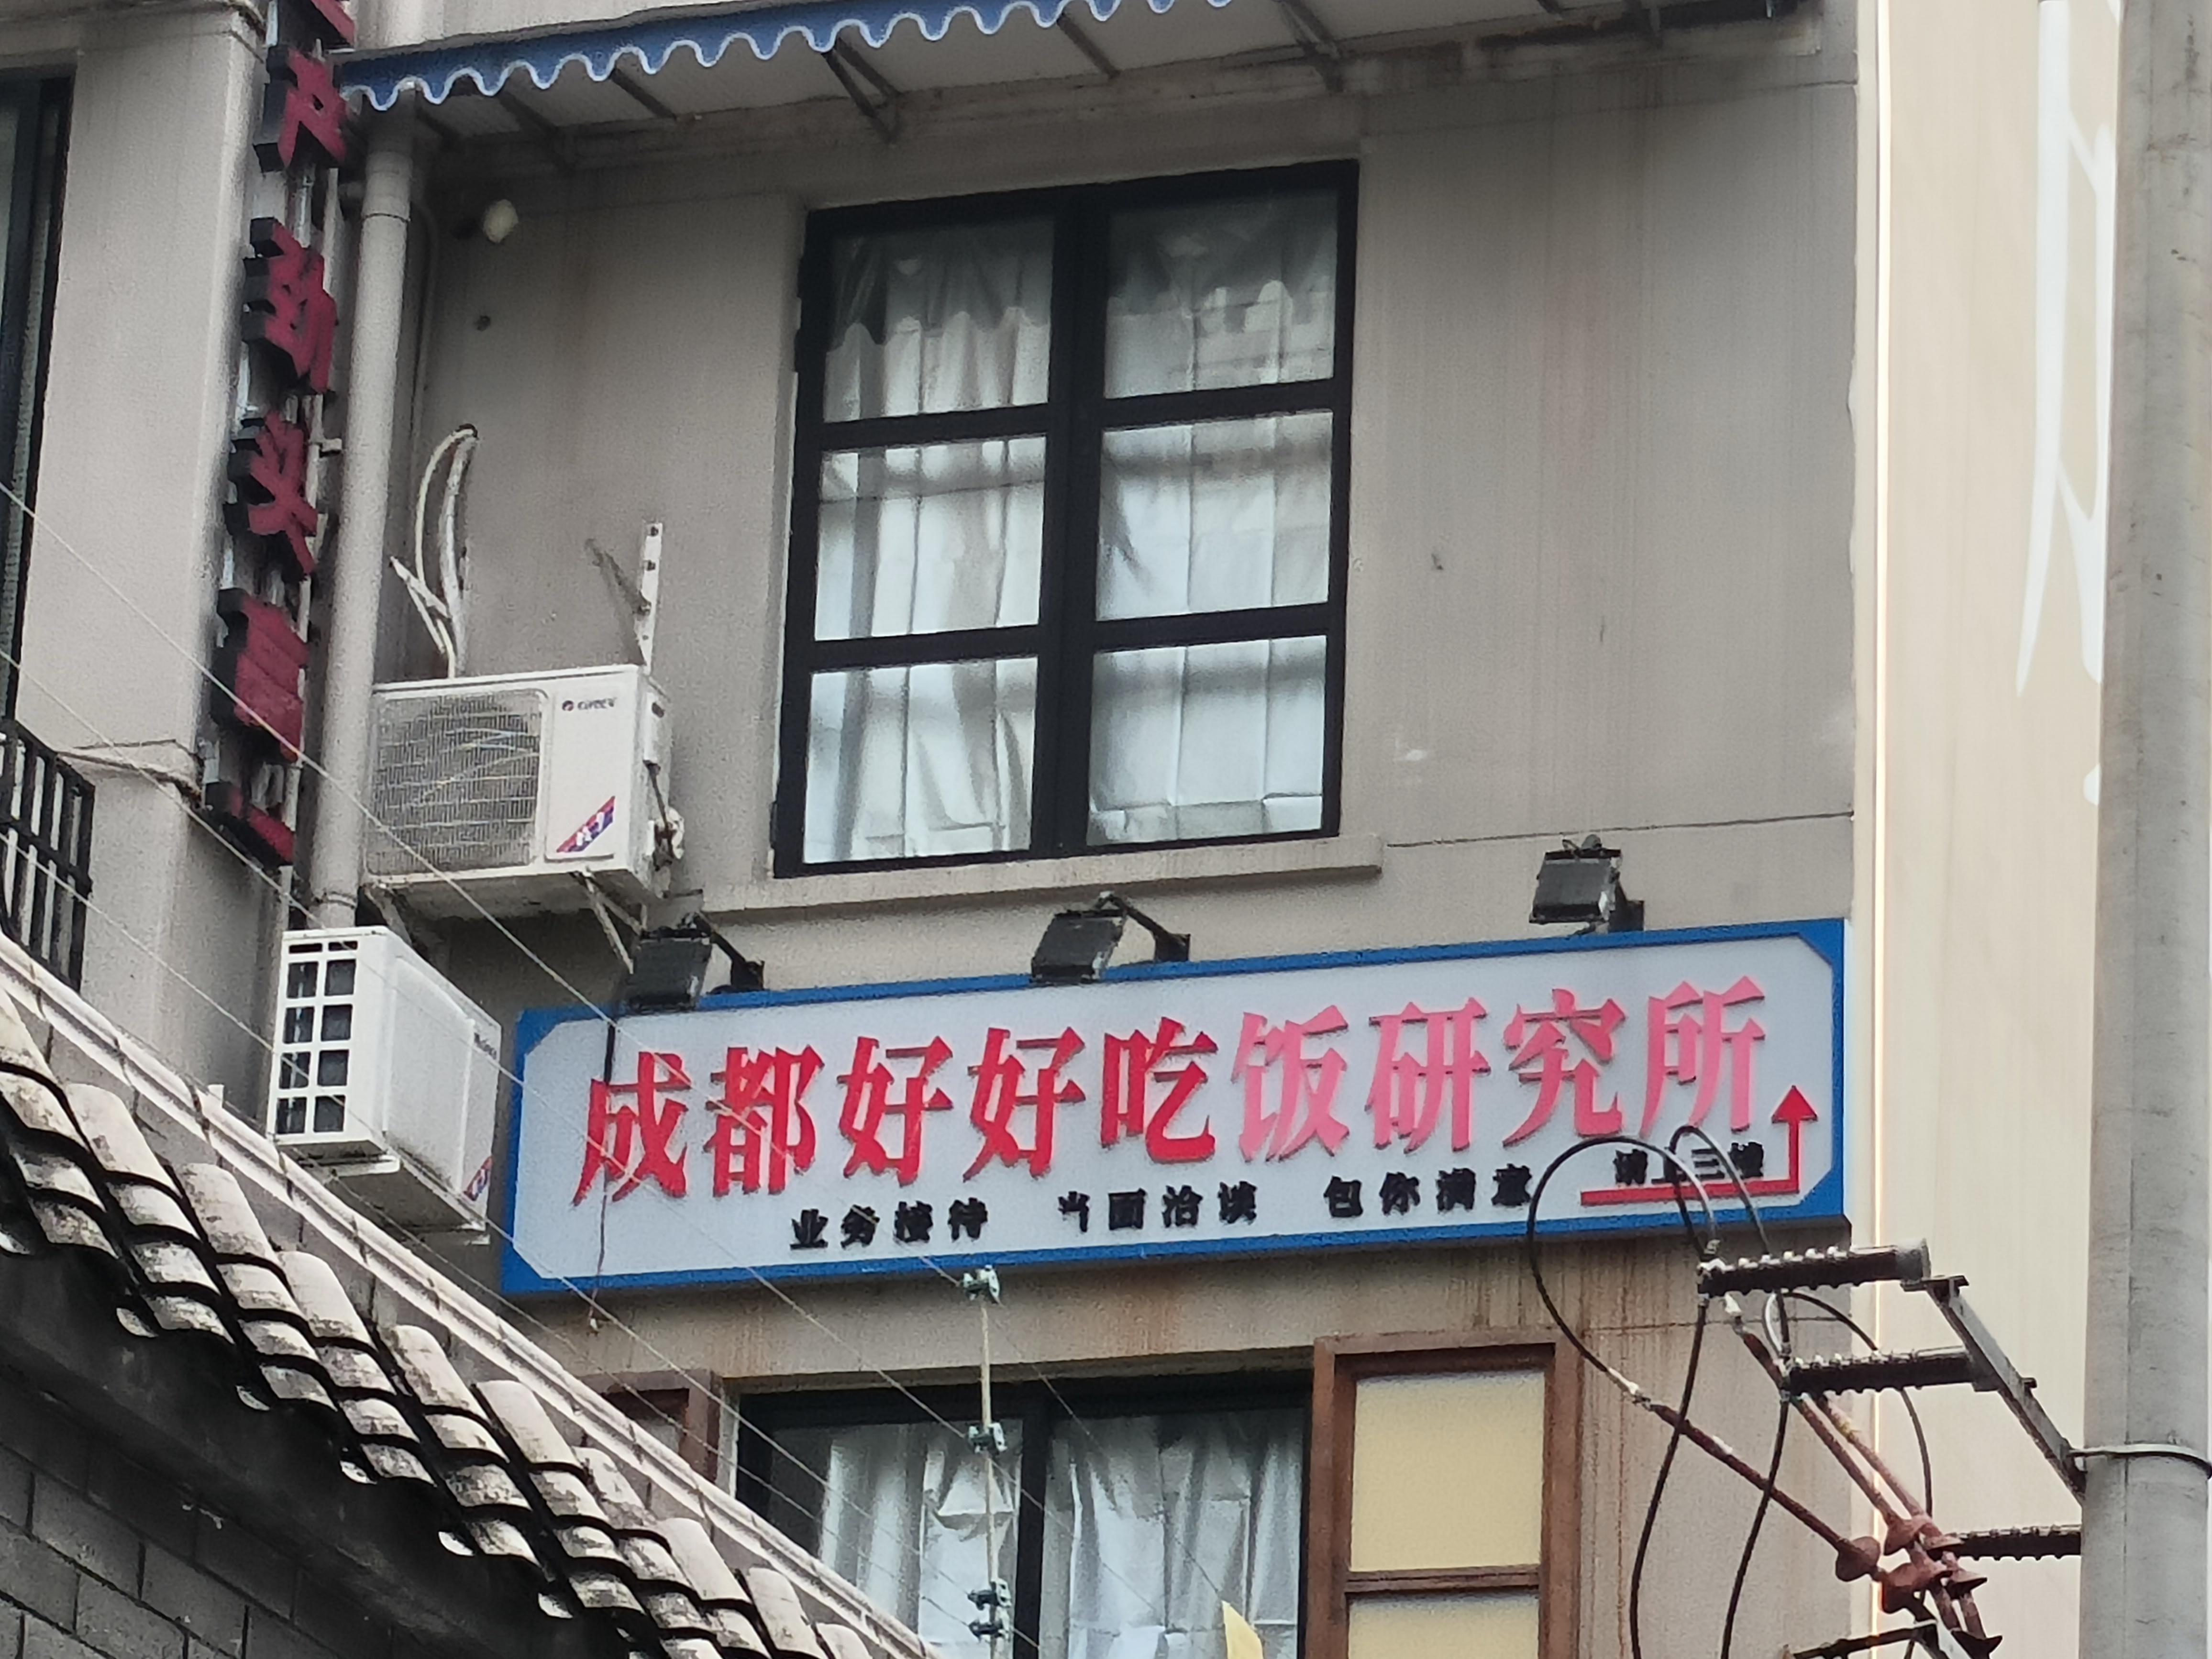 成都好好吃饭研究所
业务接待 当面洽谈 包你满意
请上三楼
GREE